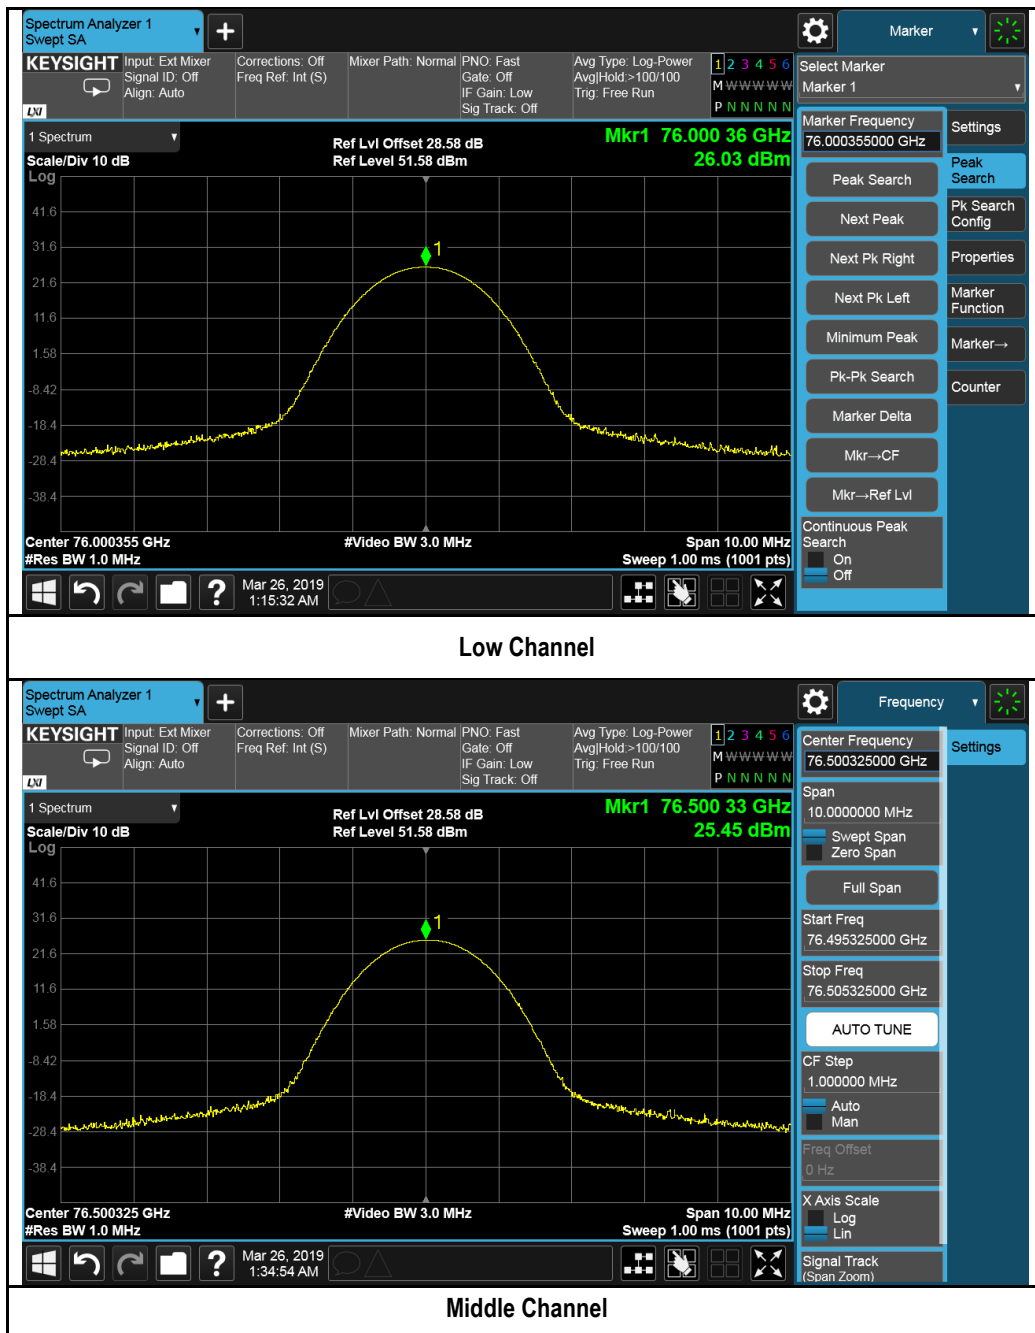 Spectrum Analyzer 1
Swept SA
Marker
KEYSIGHT
LXI
Input: Ext Mixer
Signal ID: Off
Align: Auto
Corrections: Off
Freq Ref: Int (S)
Mixer Path: Normal
PNO: Fast
Gate: Off
IF Gain: Low
Sig Track: Off
Avg Type: Log-Power
Avg|Hold:>100/100
Trig: Free Run
1 2 3 4 5 6
M W W W W W W
P N N N N N N
Select Marker
Marker 1
1 Spectrum
Scale/Div 10 dB
Log
Ref Lvl Offset 28.58 dB
Ref Level 51.58 dBm
Mkr1 76.000 36 GHz
26.03 dBm
41.6
31.6
21.6
11.6
1.58
-8.42
-18.4
-28.4
-38.4
1
Center 76.000355 GHz
#Res BW 1.0 MHz
#Video BW 3.0 MHz
Span 10.00 MHz
Sweep 1.00 ms (1001 pts)
Marker Frequency
76.000355000 GHz
Peak Search
Next Peak
Next Pk Right
Next Pk Left
Minimum Peak
Pk-Pk Search
Marker Delta
Mkr→CF
Mkr→Ref Lvl
Continuous Peak
Search
On
Off
Settings
Peak
Search
Pk Search
Config
Properties
Marker
Function
Marker→
Counter
?
Mar 26, 2019
1:15:32 AM
Low Channel
Spectrum Analyzer 1
Swept SA
Frequency
KEYSIGHT
LXI
Input: Ext Mixer
Signal ID: Off
Align: Auto
Corrections: Off
Freq Ref: Int (S)
Mixer Path: Normal
PNO: Fast
Gate: Off
IF Gain: Low
Sig Track: Off
Avg Type: Log-Power
Avg|Hold:>100/100
Trig: Free Run
1 2 3 4 5 6
M W W W W W W
P N N N N N N
1 Spectrum
Scale/Div 10 dB
Log
Ref Lvl Offset 28.58 dB
Ref Level 51.58 dBm
Mkr1 76.500 33 GHz
25.45 dBm
41.6
31.6
21.6
11.6
1.58
-8.42
-18.4
-28.4
-38.4
1
Center 76.500325 GHz
#Res BW 1.0 MHz
#Video BW 3.0 MHz
Span 10.00 MHz
Sweep 1.00 ms (1001 pts)
Center Frequency
76.500325000 GHz
Span
10.0000000 MHz
Swept Span
Zero Span
Full Span
Start Freq
76.495325000 GHz
Stop Freq
76.505325000 GHz
AUTO TUNE
CF Step
1.000000 MHz
Auto
Man
Freq Offset
0 Hz
X Axis Scale
Log
Lin
Signal Track
(Span Zoom)
Settings
?
Mar 26, 2019
1:34:54 AM
Middle Channel